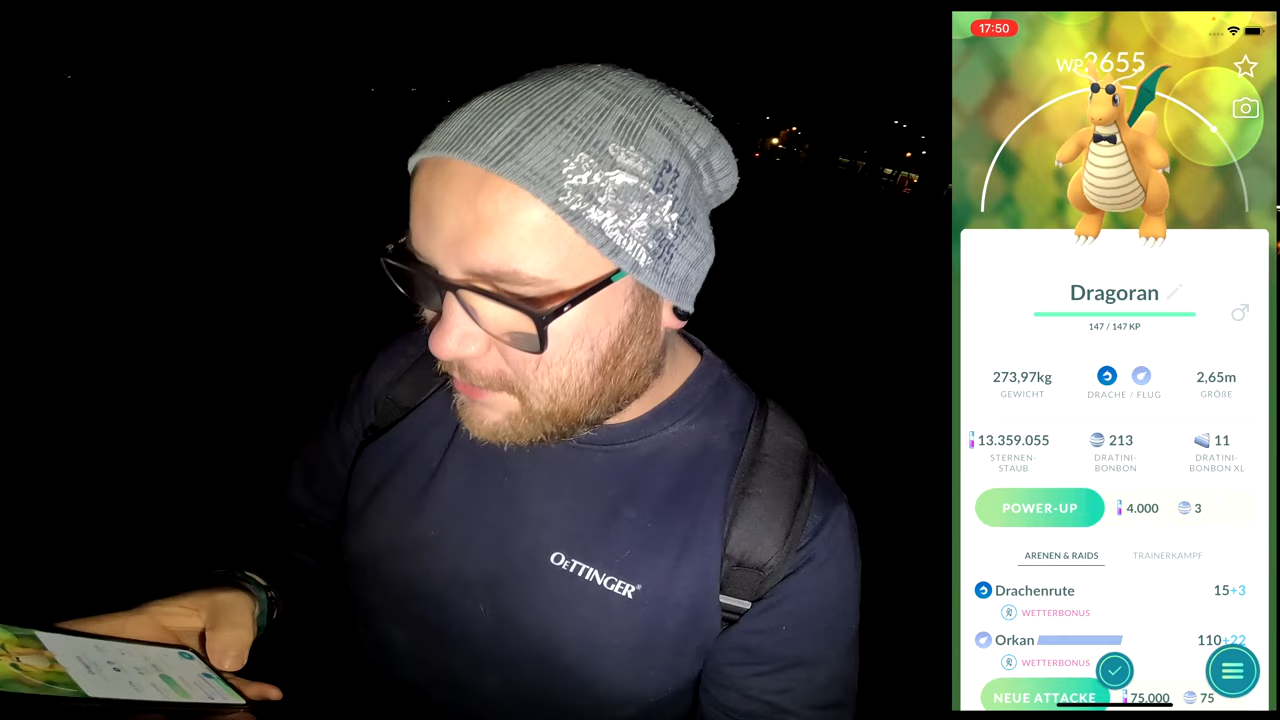 OeTTINGER®
17:50
WP2655
Dragoran
147 / 147 KP
273,97kg
GEWICHT
DRACHE / FLUG
2,65m
GRÖSSE
13.359.055
STERNEN-
STAUB
213
DRATINI-
BONBON
11
DRATINI-
BONBON XL
POWER-UP
4.000
3
ARENEN & RAIDS
TRAINERKAMPF
Drachenrute
15+3
WETTERBONUS
Orkan
110+22
WETTERBONUS
NEUE ATTACKE
75.000
75